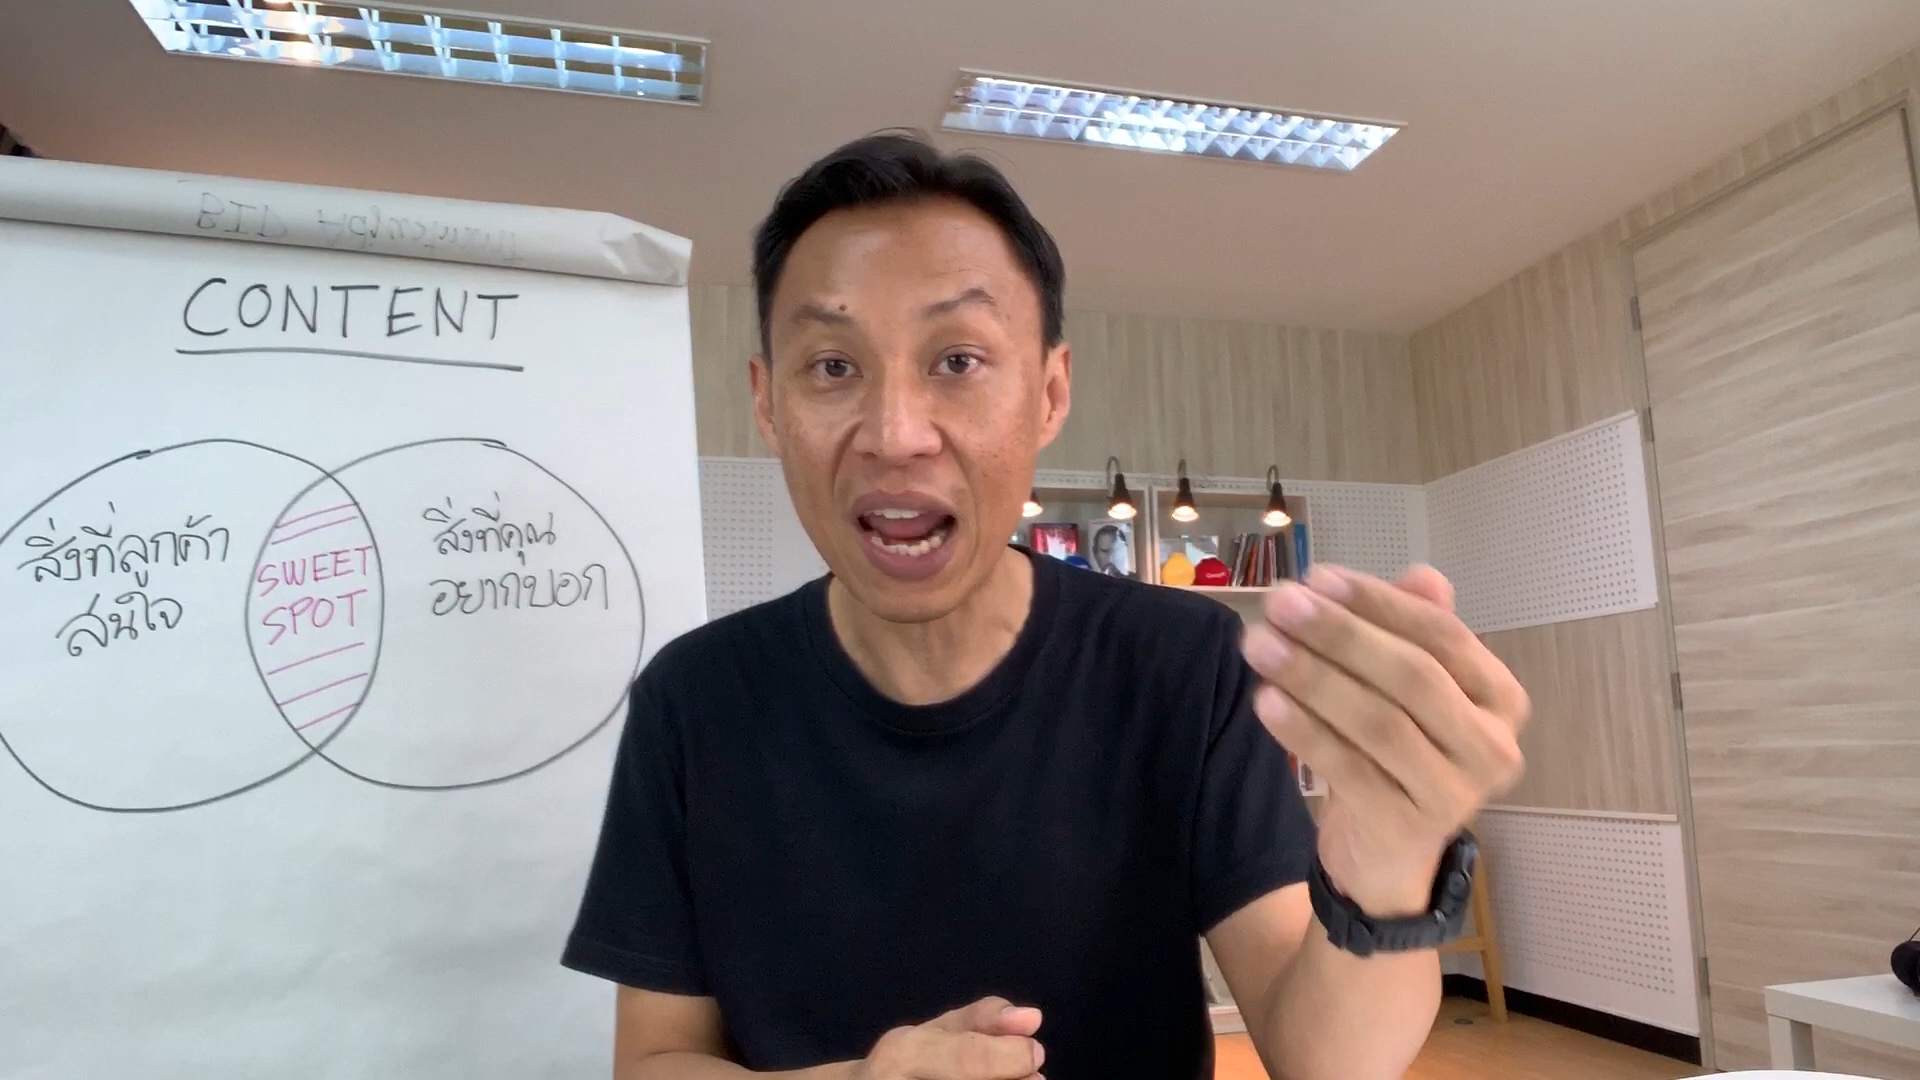 CONTENT
สิ่งที่ลูกค้า
สนใจ
SWEET
SPOT
สิ่งที่คุณ
อยากบอก